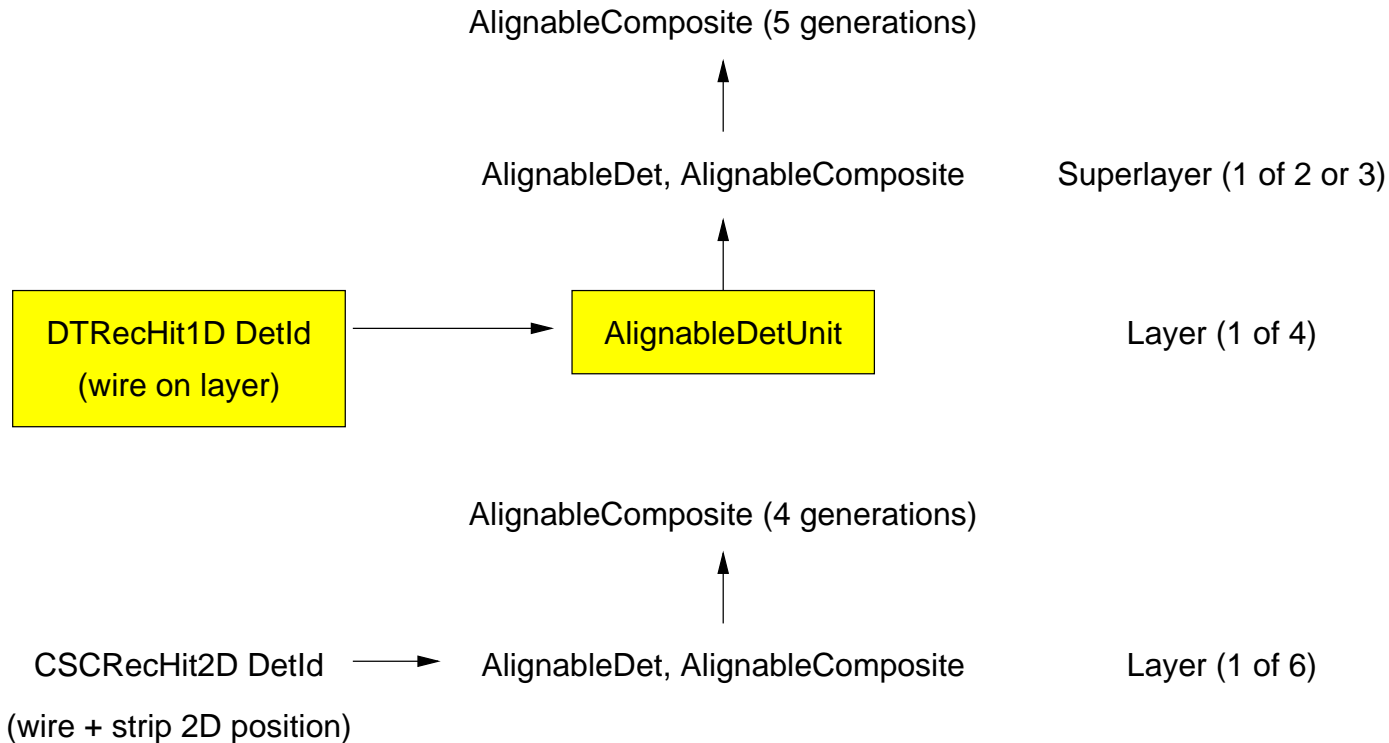 AlignableComposite (5 generations)
AlignableDet, AlignableComposite Superlayer (1 of 2 or 3)
DTRecHit1D DetId AlignableDetUnit Layer (1 of 4)
(wire on layer)
AlignableComposite (4 generations)
CSCRecHit2D DetId AlignableDet, AlignableComposite Layer (1 of 6)
(wire + strip 2D position)